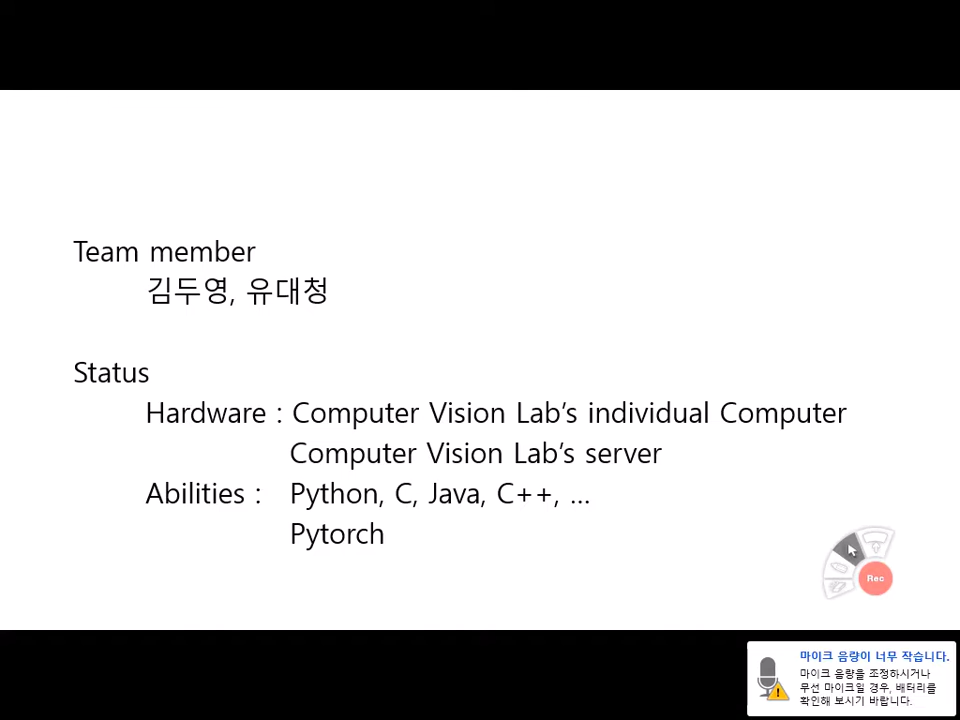 Team member
김두영, 유대청
Status
Hardware : Computer Vision Lab's individual Computer
Computer Vision Lab's server
Abilities : Python, C, Java, C++, ...
Pytorch
Rec
마이크 음량이 너무 작습니다.
마이크 음량을 조정하시거나
무선 마이크일 경우, 배터리를
확인해 보시기 바랍니다.